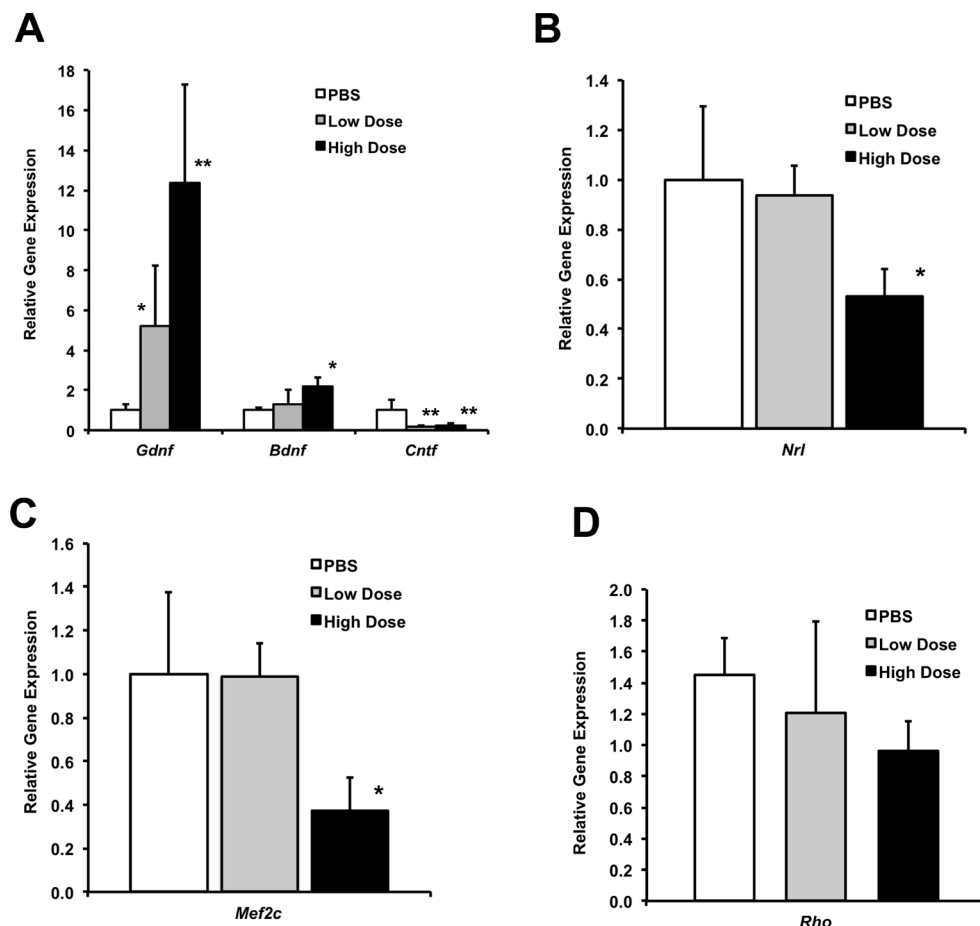 A
Relative Gene Expression
18
16
14
12
10
8
6
4
2
0
PBS
Low Dose
High Dose
*
**
*
**
**
Gdnf
Bdnf
Cntf
B
Relative Gene Expression
1.4
1.2
1.0
0.8
0.6
0.4
0.2
0.0
PBS
Low Dose
High Dose
*
Nrl
C
Relative Gene Expression
1.6
1.4
1.2
1.0
0.8
0.6
0.4
0.2
0.0
PBS
Low Dose
High Dose
*
Mef2c
D
Relative Gene Expression
2.0
1.8
1.6
1.4
1.2
1.0
0.8
0.6
0.4
0.2
0.0
PBS
Low Dose
High Dose
Rho